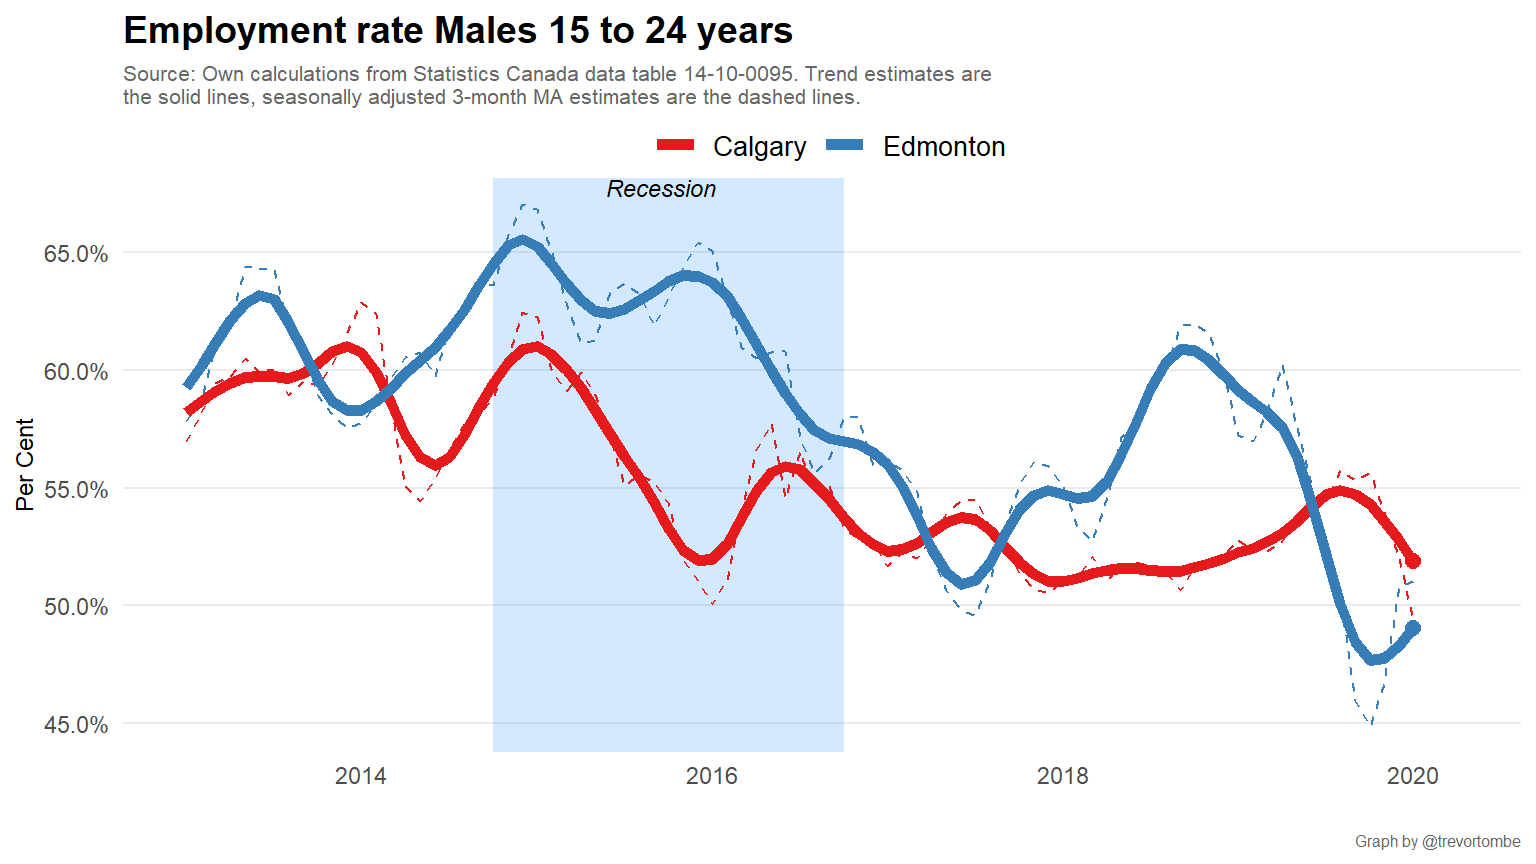 Employment rate Males 15 to 24 years
Source: Own calculations from Statistics Canada data table 14-10-0095. Trend estimates are
the solid lines, seasonally adjusted 3-month MA estimates are the dashed lines.
Calgary Edmonton
Recession
65.0%
60.0%
55.0%
50.0%
45.0%
Per Cent
2014 2016 2018 2020
Graph by @trevortombe